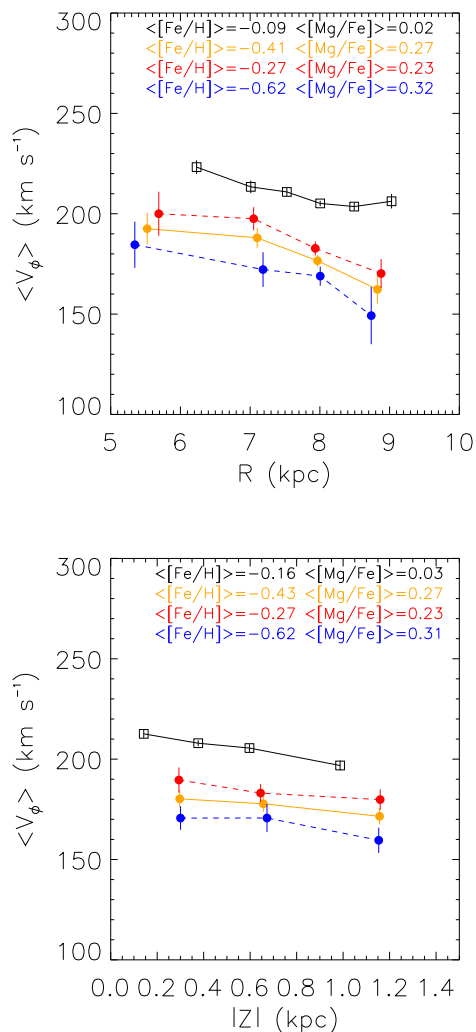 <[Fe/H]>=−0.09 <[Mg/Fe]>=0.02
<[Fe/H]>=−0.41 <[Mg/Fe]>=0.27
<[Fe/H]>=−0.27 <[Mg/Fe]>=0.23
<[Fe/H]>=−0.62 <[Mg/Fe]>=0.32
300
250
200
150
100
<Vϕ> (km s⁻¹)
5 6 7 8 9 10
R (kpc)
<[Fe/H]>=−0.16 <[Mg/Fe]>=0.03
<[Fe/H]>=−0.43 <[Mg/Fe]>=0.27
<[Fe/H]>=−0.27 <[Mg/Fe]>=0.23
<[Fe/H]>=−0.62 <[Mg/Fe]>=0.31
300
250
200
150
100
<Vϕ> (km s⁻¹)
0.0 0.2 0.4 0.6 0.8 1.0 1.2 1.4
|Z| (kpc)